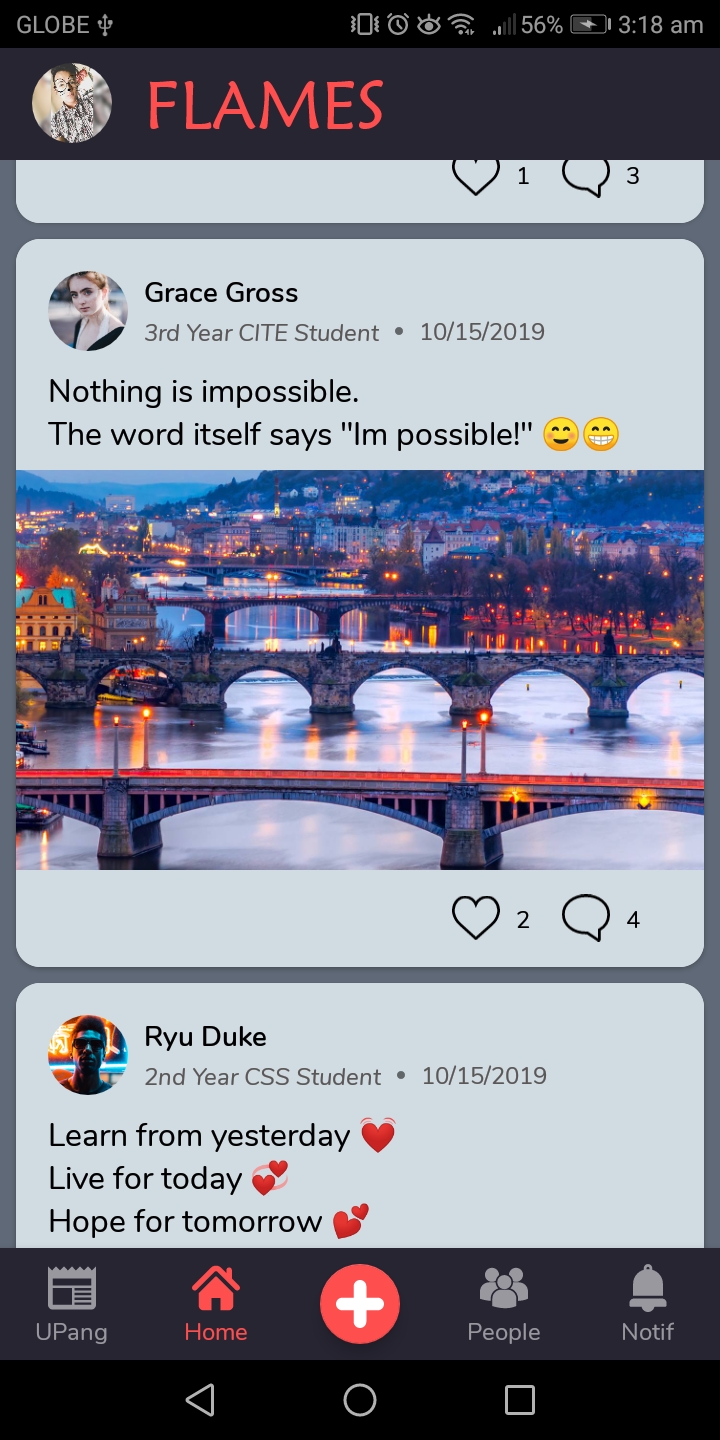 GLOBE 56% 3:18 am
FLAMES
1 3
Grace Gross
3rd Year CITE Student • 10/15/2019
Nothing is impossible.
The word itself says "Im possible!" 😊😁
2 4
Ryu Duke
2nd Year CSS Student • 10/15/2019
Learn from yesterday 💓
Live for today 💞
Hope for tomorrow 💕
UPang Home People Notif